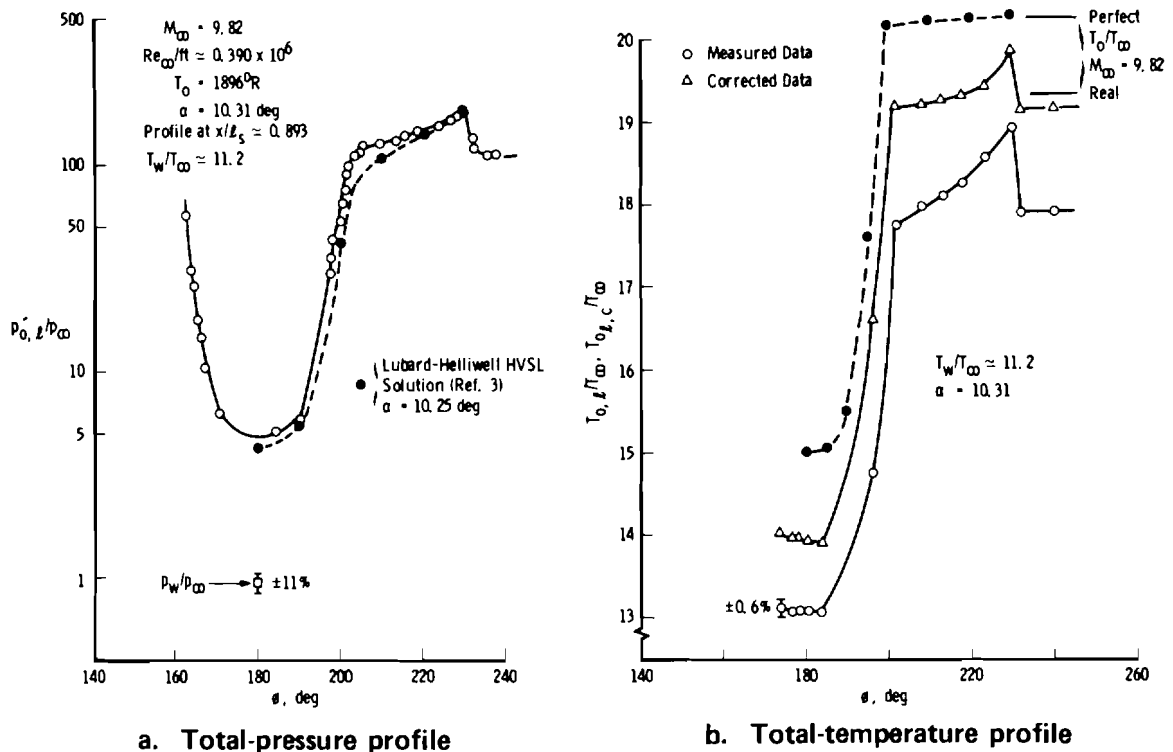 500
100
50
10
5
1
p′o,ℓ/p∞
M∞ = 9.82
Re∞/ft ≃ 0.390 x 10⁶
To = 1896⁰R
α = 10.31 deg
Profile at x/ℓs ≃ 0.893
Tw/T∞ ≃ 11.2
Lubard-Helliwell HVSL
Solution (Ref. 3)
α = 10.25 deg
pw/p∞
±11%
140 160 180 200 220 240
ø, deg
a. Total-pressure profile
20
19
18
17
16
15
14
13
To,ℓ/T∞, Toℓ,c/T∞
Measured Data
Corrected Data
Perfect
To/T∞
M∞ = 9.82
Real
Tw/T∞ ≃ 11.2
α = 10.31
±0.6%
140 180 220 260
ø, deg
b. Total-temperature profile